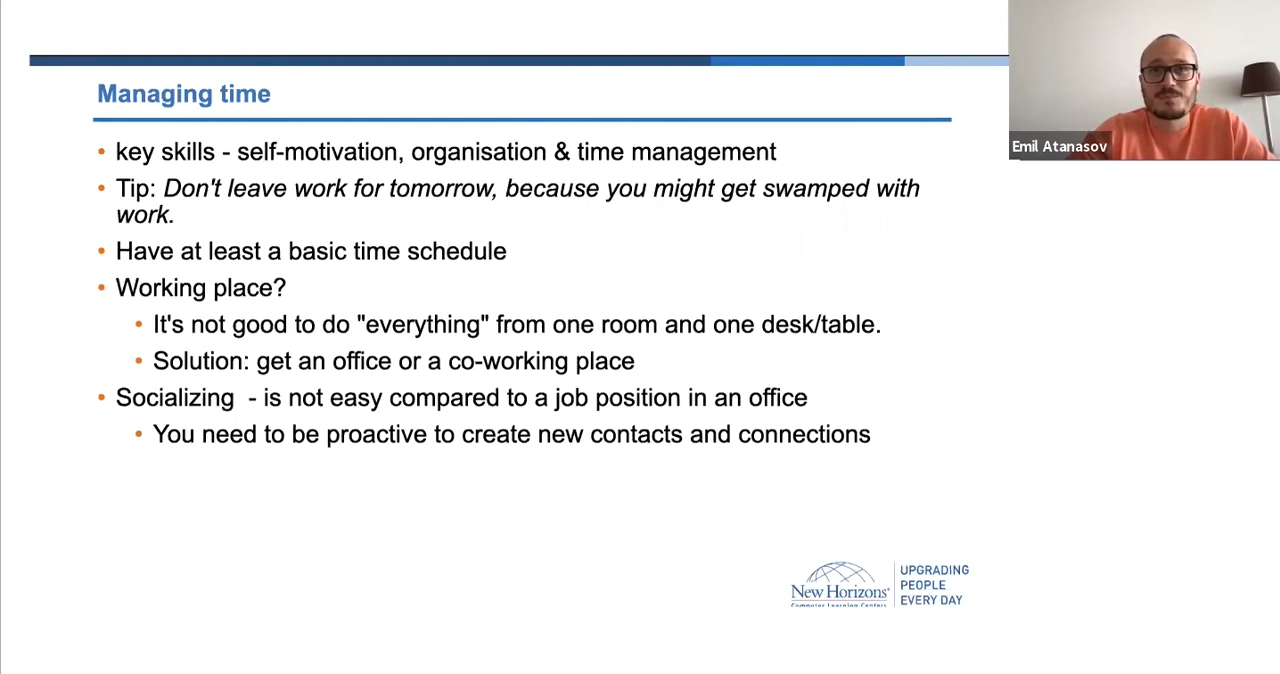 Managing time
• key skills - self-motivation, organisation & time management
• Tip: Don't leave work for tomorrow, because you might get swamped with
work.
• Have at least a basic time schedule
• Working place?
• It's not good to do "everything" from one room and one desk/table.
• Solution: get an office or a co-working place
• Socializing - is not easy compared to a job position in an office
• You need to be proactive to create new contacts and connections
Emil Atanasov
New Horizons®
Computer Learning Centers
UPGRADING
PEOPLE
EVERY DAY